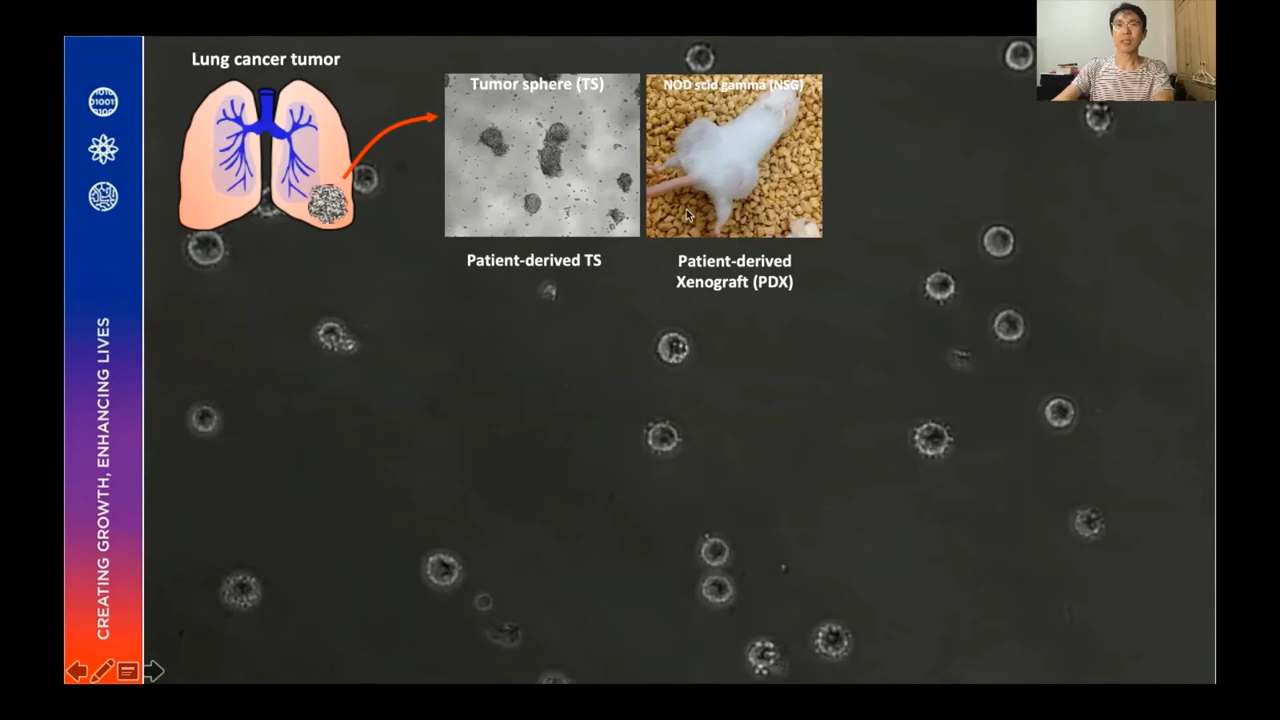 Lung cancer tumor
Tumor sphere (TS)
NOD scid gamma (NSG)
Patient-derived TS
Patient-derived
Xenograft (PDX)
CREATING GROWTH, ENHANCING LIVES